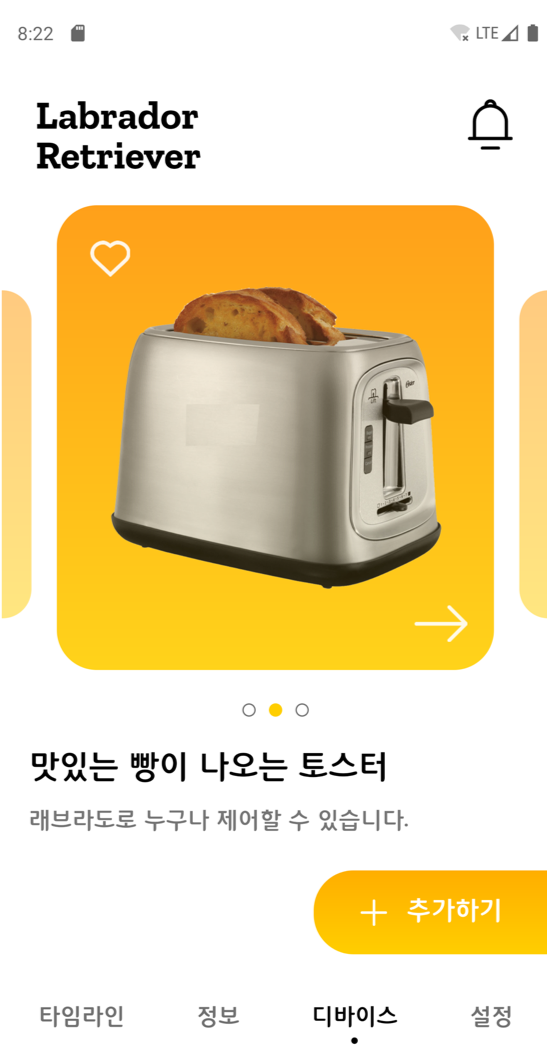 8:22
LTE
Labrador
Retriever
맛있는 빵이 나오는 토스터
래브라도로 누구나 제어할 수 있습니다.
추가하기
타임라인
정보
디바이스
설정